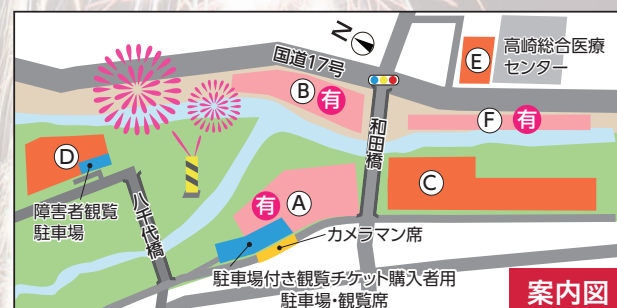 N
国道17号
高崎総合医療
センター
E
B 有
F 有
和田橋
D
C
有 A
障害者観覧
駐車場
八千代橋
カメラマン席
駐車場付き観覧チケット購入者用
駐車場・観覧席
案内図